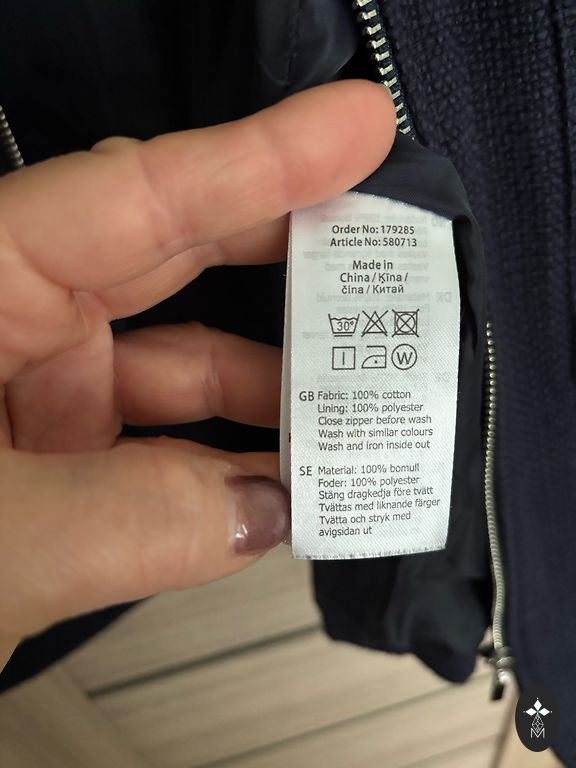 Order No: 179285
Article No: 580713
Made in
China / Ķīna /
čína / Китай
30°
W
GB Fabric: 100% cotton
Lining: 100% polyester
Close zipper before wash
Wash with similar colours
Wash and iron inside out
SE Material: 100% bomull
Foder: 100% polyester
Stäng dragkedja före tvätt
Tvättas med liknande färger
Tvätta och stryk med
avigsidan ut
M